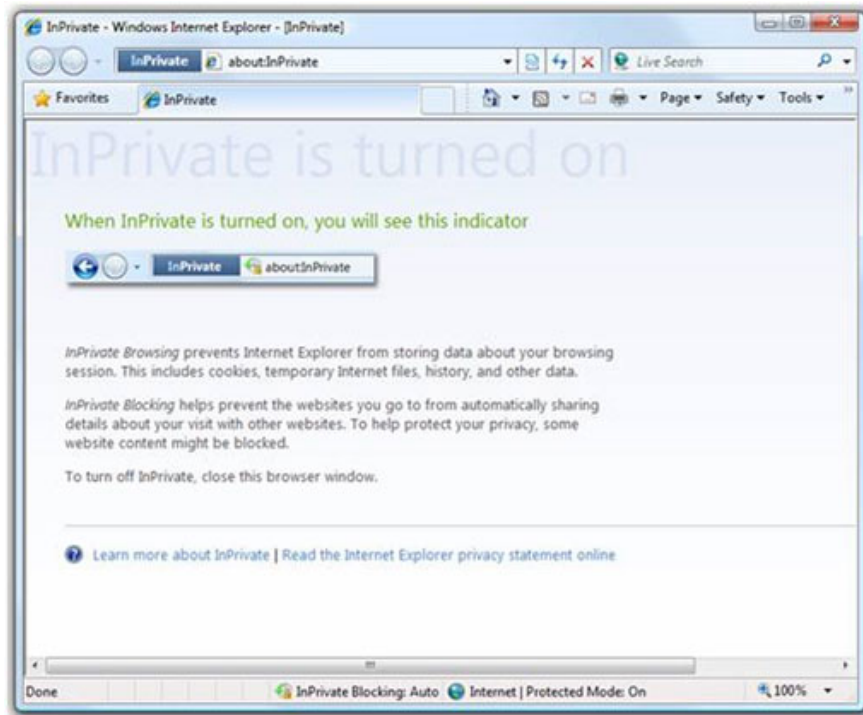 InPrivate - Windows Internet Explorer - [InPrivate]
InPrivate about:InPrivate Live Search
Favorites InPrivate Page Safety Tools »
InPrivate is turned on
When InPrivate is turned on, you will see this indicator
InPrivate about:InPrivate
InPrivate Browsing prevents Internet Explorer from storing data about your browsing
session. This includes cookies, temporary Internet files, history, and other data.
InPrivate Blocking helps prevent the websites you go to from automatically sharing
details about your visit with other websites. To help protect your privacy, some
website content might be blocked.
To turn off InPrivate, close this browser window.
Learn more about InPrivate | Read the Internet Explorer privacy statement online
Done InPrivate Blocking: Auto Internet | Protected Mode: On 100%